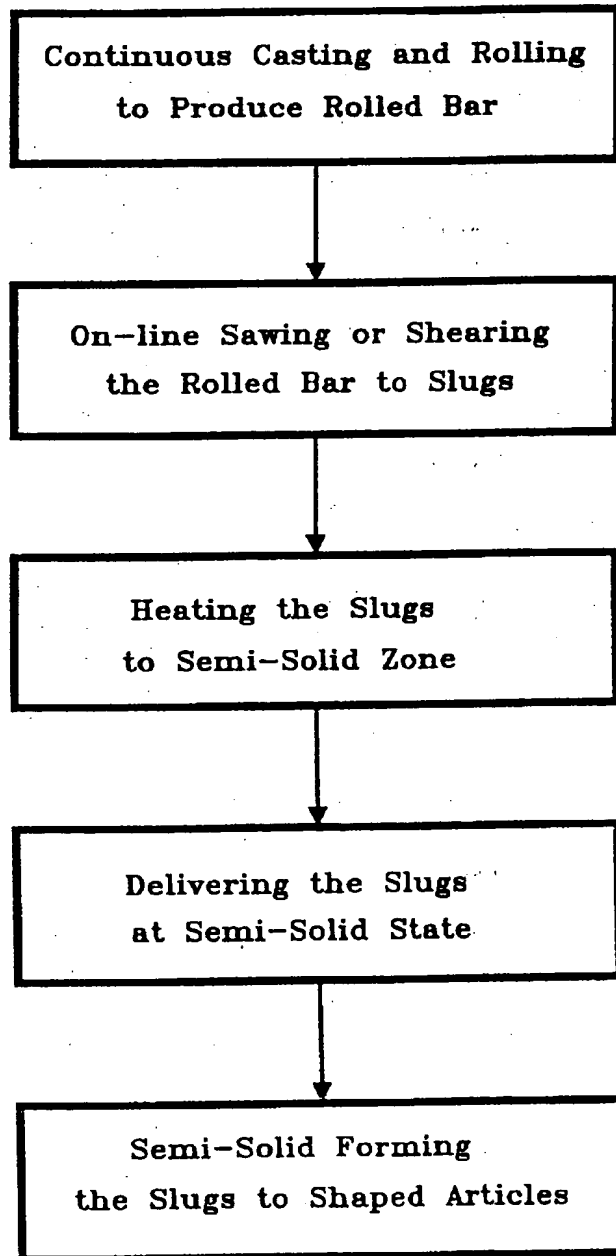 Continuous Casting and Rolling
to Produce Rolled Bar
On-line Sawing or Shearing
the Rolled Bar to Slugs
Heating the Slugs
to Semi-Solid Zone
Delivering the Slugs
at Semi-Solid State
Semi-Solid Forming
the Slugs to Shaped Articles